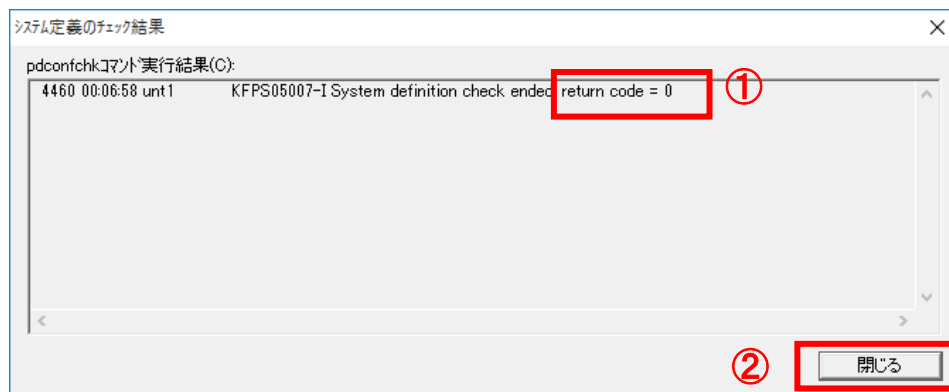 システム定義のチェック結果
pdconfchkコマンド実行結果(C):
4460 00:06:58 unt1 KFPS05007-I System definition check ended, return code = 0
①
②
閉じる